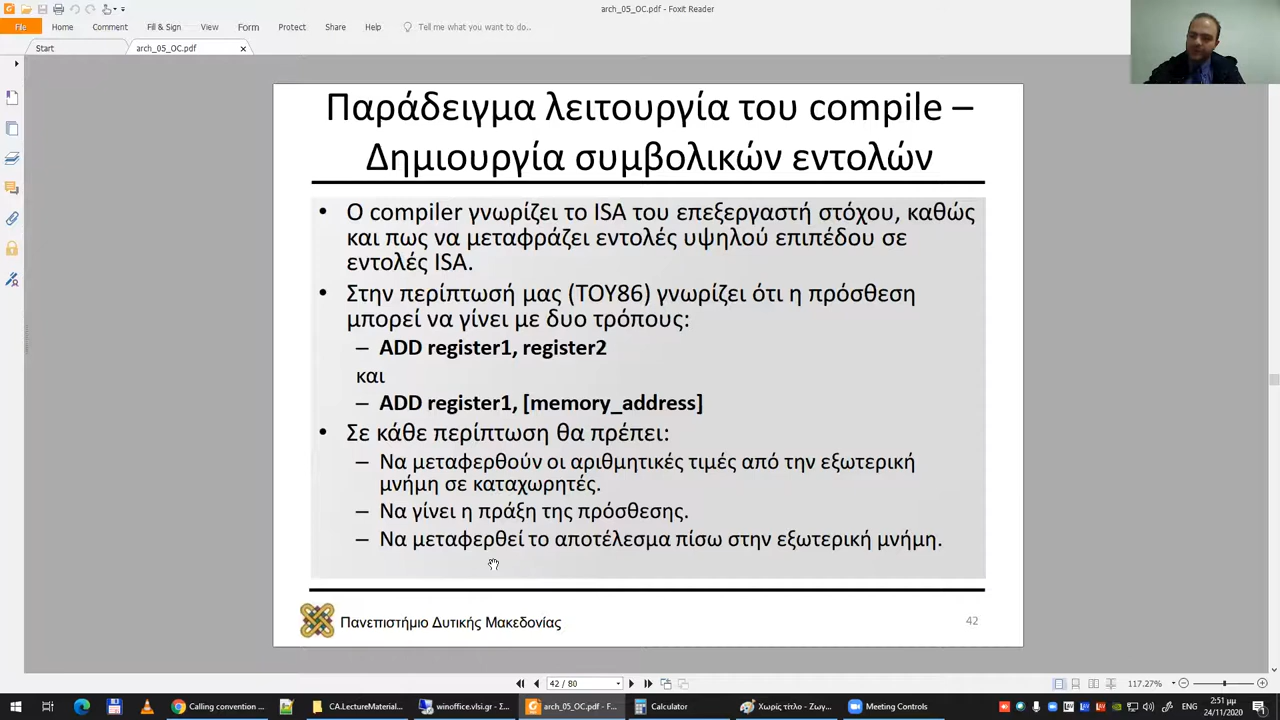 arch_05_OC.pdf - Foxit Reader
File Home Comment Fill & Sign View Form Protect Share Help Tell me what you want to do..
Start arch_05_OC.pdf
Παράδειγμα λειτουργία του compile –
Δημιουργία συμβολικών εντολών
• Ο compiler γνωρίζει το ISA του επεξεργαστή στόχου, καθώς
και πως να μεταφράζει εντολές υψηλού επιπέδου σε
εντολές ISA.
• Στην περίπτωσή μας (TOY86) γνωρίζει ότι η πρόσθεση
μπορεί να γίνει με δυο τρόπους:
– ADD register1, register2
και
– ADD register1, [memory_address]
• Σε κάθε περίπτωση θα πρέπει:
– Να μεταφερθούν οι αριθμητικές τιμές από την εξωτερική
μνήμη σε καταχωρητές.
– Να γίνει η πράξη της πρόσθεσης.
– Να μεταφερθεί το αποτέλεσμα πίσω στην εξωτερική μνήμη.
Πανεπιστήμιο Δυτικής Μακεδονίας 42
42 / 80 117.27%
Calling convention ... CA.LectureMaterial... winoffice.vlsi.gr - Σ... arch_05_OC.pdf - F... Calculator Χωρίς τίτλο - Ζωγ... Meeting Controls 2:51 μμ
24/11/2020